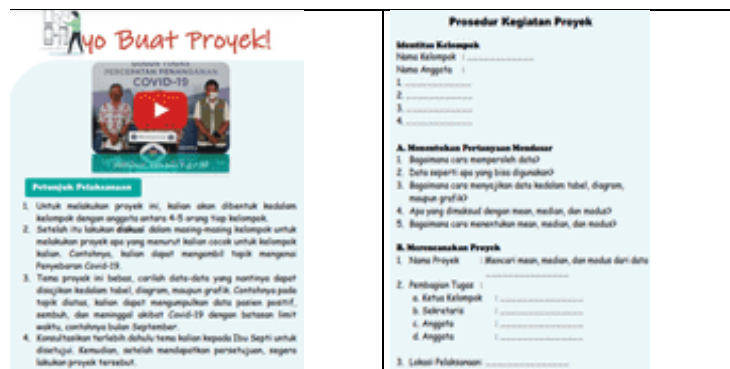 Ayo Buat Proyek!
GUGUS TUGAS
PERCEPATAN PENANGANAN
COVID-19
Petunjuk Pelaksanaan
1. Untuk melakukan proyek ini, kalian akan dibentuk kedalam
kelompok dengan anggota antara 4-5 orang tiap kelompok.
2. Setelah itu lakukan diskusi dalam masing-masing kelompok untuk
melakukan proyek apa yang menurut kalian cocok untuk kelompok
kalian. Contohnya, kalian dapat mengambil topik mengenai
Penyebaran Covid-19.
3. Tema proyek ini bebas, carilah data-data yang nantinya dapat
disajikan kedalam tabel, diagram, maupun grafik. Contohnya pada
topik diatas, kalian dapat mengumpulkan data pasien positif,
sembuh, dan meninggal akibat Covid-19 dengan batasan limit
waktu, contohnya bulan September.
4. Konsultasikan terlebih dahulu tema kalian kepada Ibu Septi untuk
disetujui. Kemudian, setelah mendapatkan persetujuan, segera
lakukan proyek tersebut.
Prosedur Kegiatan Proyek
Identitas Kelompok
Nama Kelompok : ....................
Nama Anggota :
1. ....................
2. ....................
3. ....................
4. ....................
A. Menentukan Pertanyaan Mendasar
1. Bagaimana cara memperoleh data?
2. Data seperti apa yang bisa digunakan?
3. Bagaimana cara menyajikan data kedalam tabel, diagram,
maupun grafik?
4. Apa yang dimaksud dengan mean, median, dan modus?
5. Bagaimana cara menentukan mean, median, dan modus?
B. Merencanakan Proyek
1. Nama Proyek : Mencari mean, median, dan modus dari data
....................
2. Pembagian Tugas :
a. Ketua Kelompok : ....................
b. Sekretaris : ....................
c. Anggota : ....................
d. Anggota : ....................
3. Lokasi Pelaksanaan: ....................